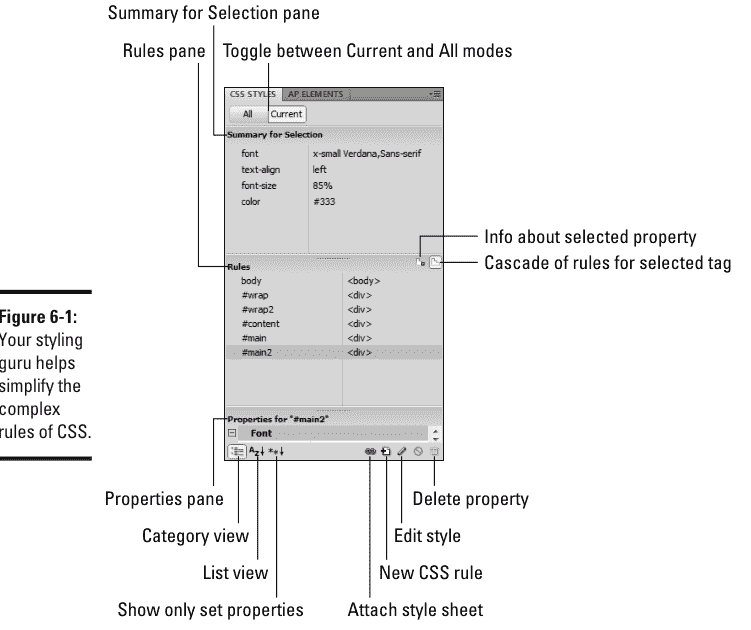 Summary for Selection pane
Rules pane
Toggle between Current and All modes
CSS STYLES AP ELEMENTS
All Current
Summary for Selection
font x-small Verdana,Sans-serif
text-align left
font-size 85%
color #333
Info about selected property
Cascade of rules for selected tag
Rules
body <body>
#wrap <div>
#wrap2 <div>
#content <div>
#main <div>
#main2 <div>
Figure 6-1:
Your styling
guru helps
simplify the
complex
rules of CSS.
Properties for "#main2"
Font
Properties pane
Delete property
Category view
Edit style
List view
New CSS rule
Show only set properties
Attach style sheet